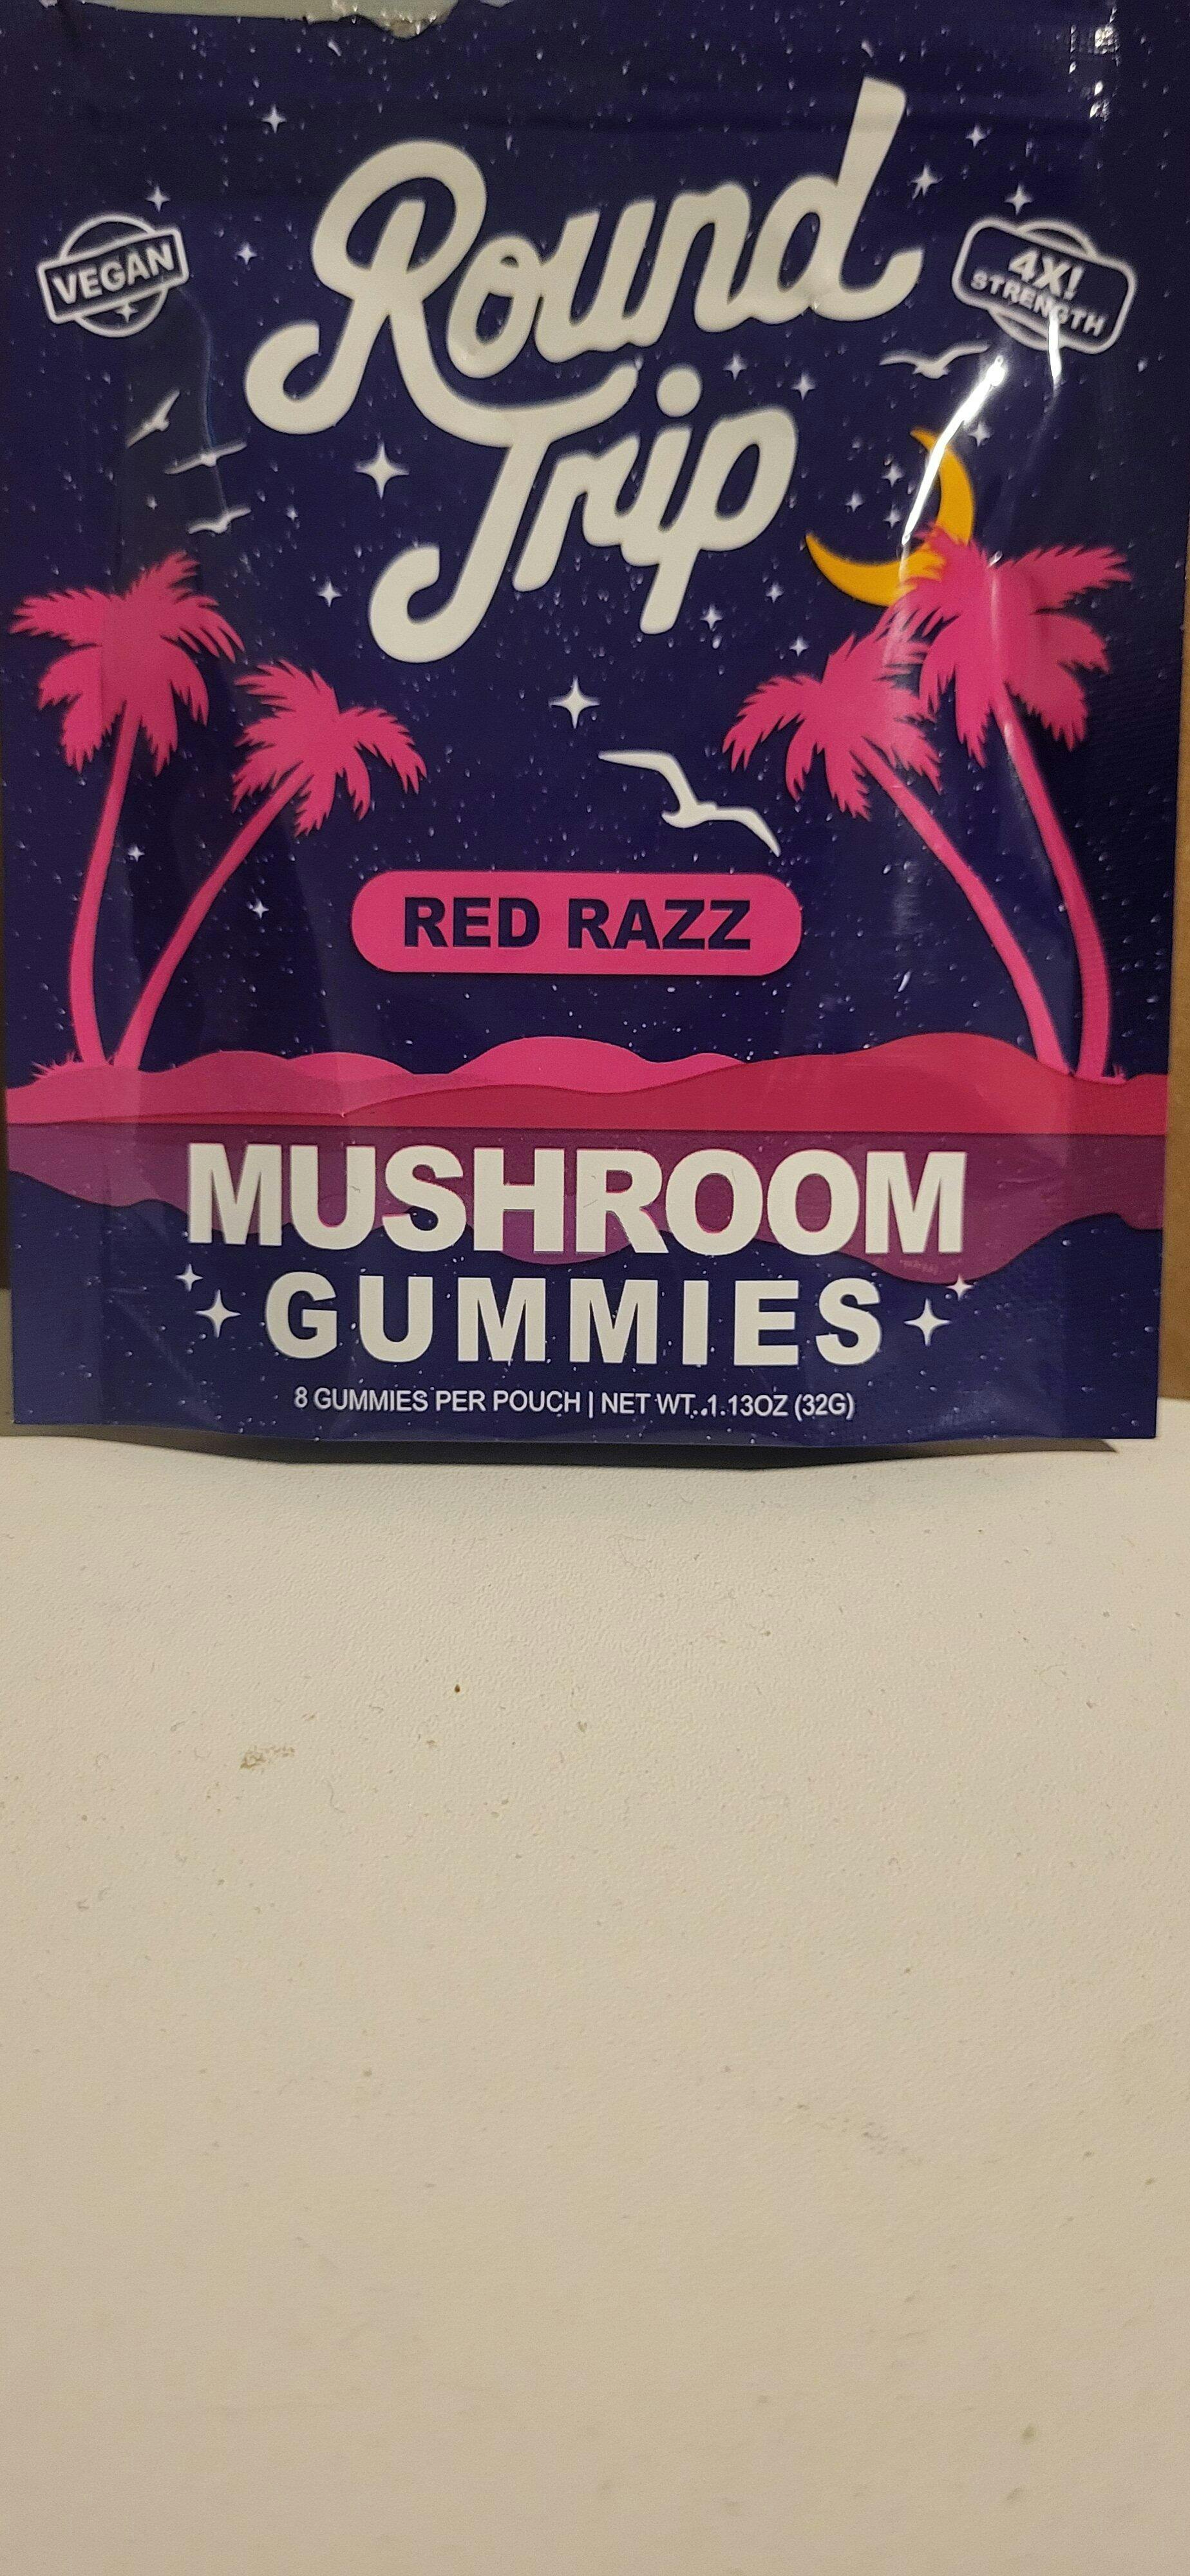 Round
Trip
VEGAN
4X!
STRENGTH
RED RAZZ
MUSHROOM
GUMMIES
8 GUMMIES PER POUCH | NET WT. 1.13OZ (32G)